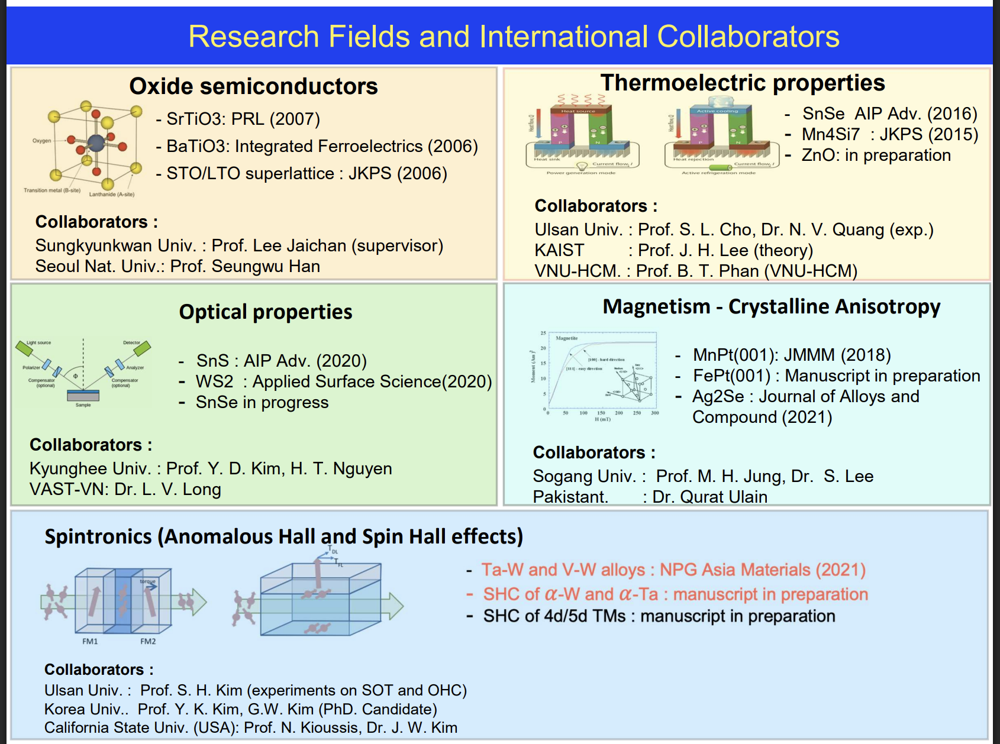 Research Fields and International Collaborators
Oxide semiconductors
Oxygen
Transition metal (B-site)
Lanthanide (A-site)
- SrTiO3: PRL (2007)
- BaTiO3: Integrated Ferroelectrics (2006)
- STO/LTO superlattice : JKPS (2006)
Collaborators :
Sungkyunkwan Univ. : Prof. Lee Jaichan (supervisor)
Seoul Nat. Univ.: Prof. Seungwu Han
Thermoelectric properties
Heat source
Heat flow, Q
P
N
Heat sink
Current flow, I
Power generation mode
Active cooling
Heat flow, Q
P
N
Heat rejection
Current flow, I
Active refrigeration mode
- SnSe AIP Adv. (2016)
- Mn4Si7 : JKPS (2015)
- ZnO: in preparation
Collaborators :
Ulsan Univ. : Prof. S. L. Cho, Dr. N. V. Quang (exp.)
KAIST : Prof. J. H. Lee (theory)
VNU-HCM. : Prof. B. T. Phan (VNU-HCM)
Optical properties
Light source
Detector
Polarizer
Analyzer
Φ
Compensator
(optional)
Compensator
(optional)
Sample
- SnS : AIP Adv. (2020)
- WS2 : Applied Surface Science(2020)
- SnSe in progress
Collaborators :
Kyunghee Univ. : Prof. Y. D. Kim, H. T. Nguyen
VAST-VN: Dr. L. V. Long
Magnetism - Crystalline Anisotropy
Magnetite
[100] - hard direction
[111] - easy direction
Moment (Am²)
25
20
15
10
5
0
0 50 100 150 200 250 300
H (mT)
- MnPt(001): JMMM (2018)
- FePt(001) : Manuscript in preparation
- Ag2Se : Journal of Alloys and
Compound (2021)
Collaborators :
Sogang Univ. : Prof. M. H. Jung, Dr. S. Lee
Pakistant. : Dr. Qurat Ulain
Spintronics (Anomalous Hall and Spin Hall effects)
torque
FM1
FM2
T DL
T FL
- Ta-W and V-W alloys : NPG Asia Materials (2021)
- SHC of α-W and α-Ta : manuscript in preparation
- SHC of 4d/5d TMs : manuscript in preparation
Collaborators :
Ulsan Univ. : Prof. S. H. Kim (experiments on SOT and OHC)
Korea Univ.. Prof. Y. K. Kim, G.W. Kim (PhD. Candidate)
California State Univ. (USA): Prof. N. Kioussis, Dr. J. W. Kim